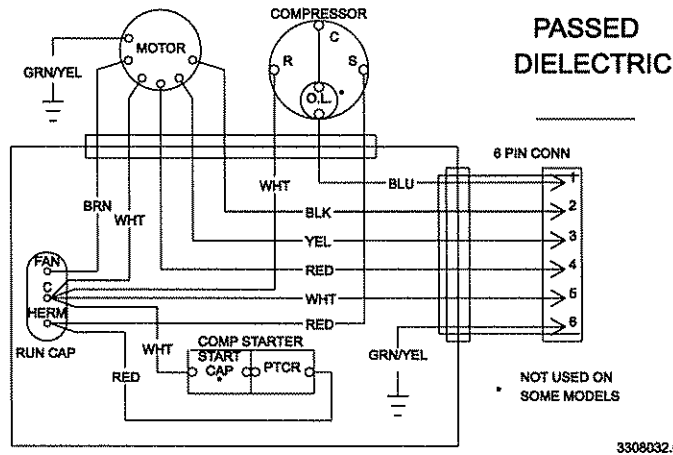 COMPRESSOR
PASSED
DIELECTRIC
MOTOR
C
R
S
O.L. *
GRN/YEL
6 PIN CONN
1
WHT
BLU
2
BRN
WHT
BLK
3
YEL
FAN
4
RED
C
5
WHT
HERM
6
RED
RUN CAP
WHT
COMP STARTER
GRN/YEL
START
CAP
*
PTCR
RED
* NOT USED ON
SOME MODELS
3308032.